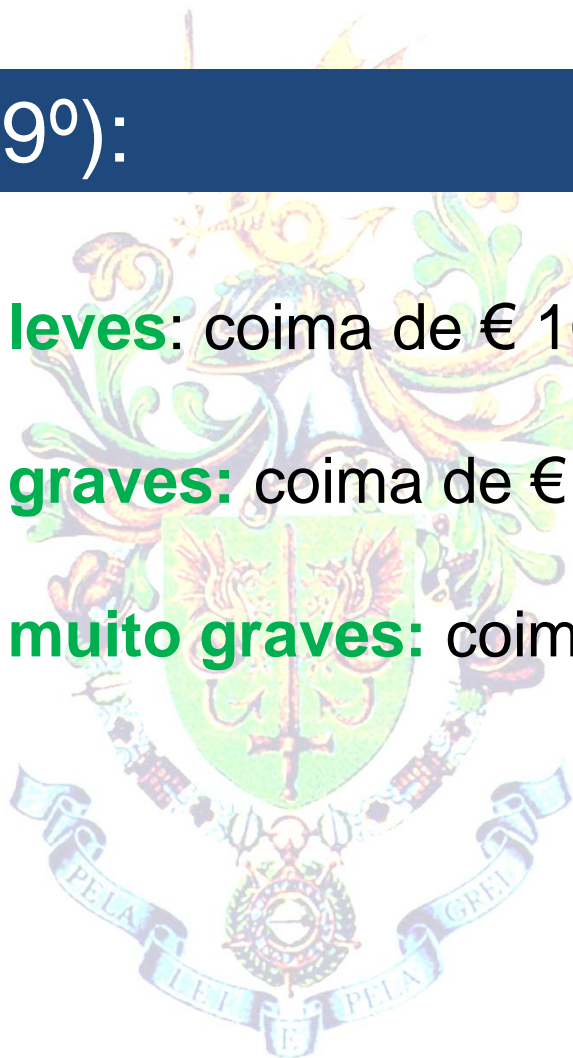 9º):
leves: coima de € 1
graves: coima de €
muito graves: coim
PELA LEI E PELA GREI